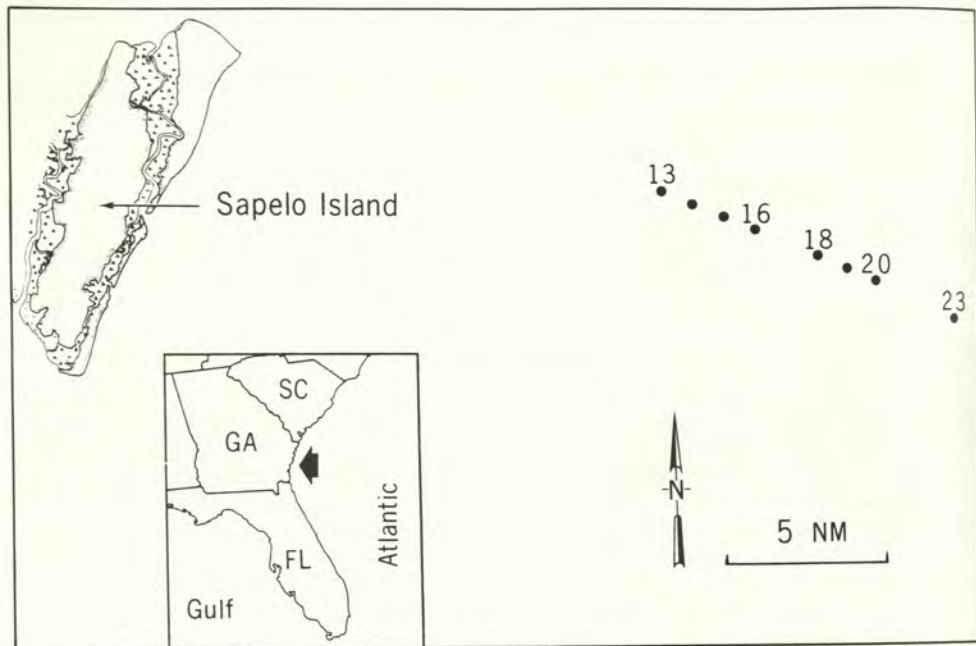 13
16
Sapelo Island
18
20
23
SC
GA
N
5 NM
Atlantic
FL
Gulf